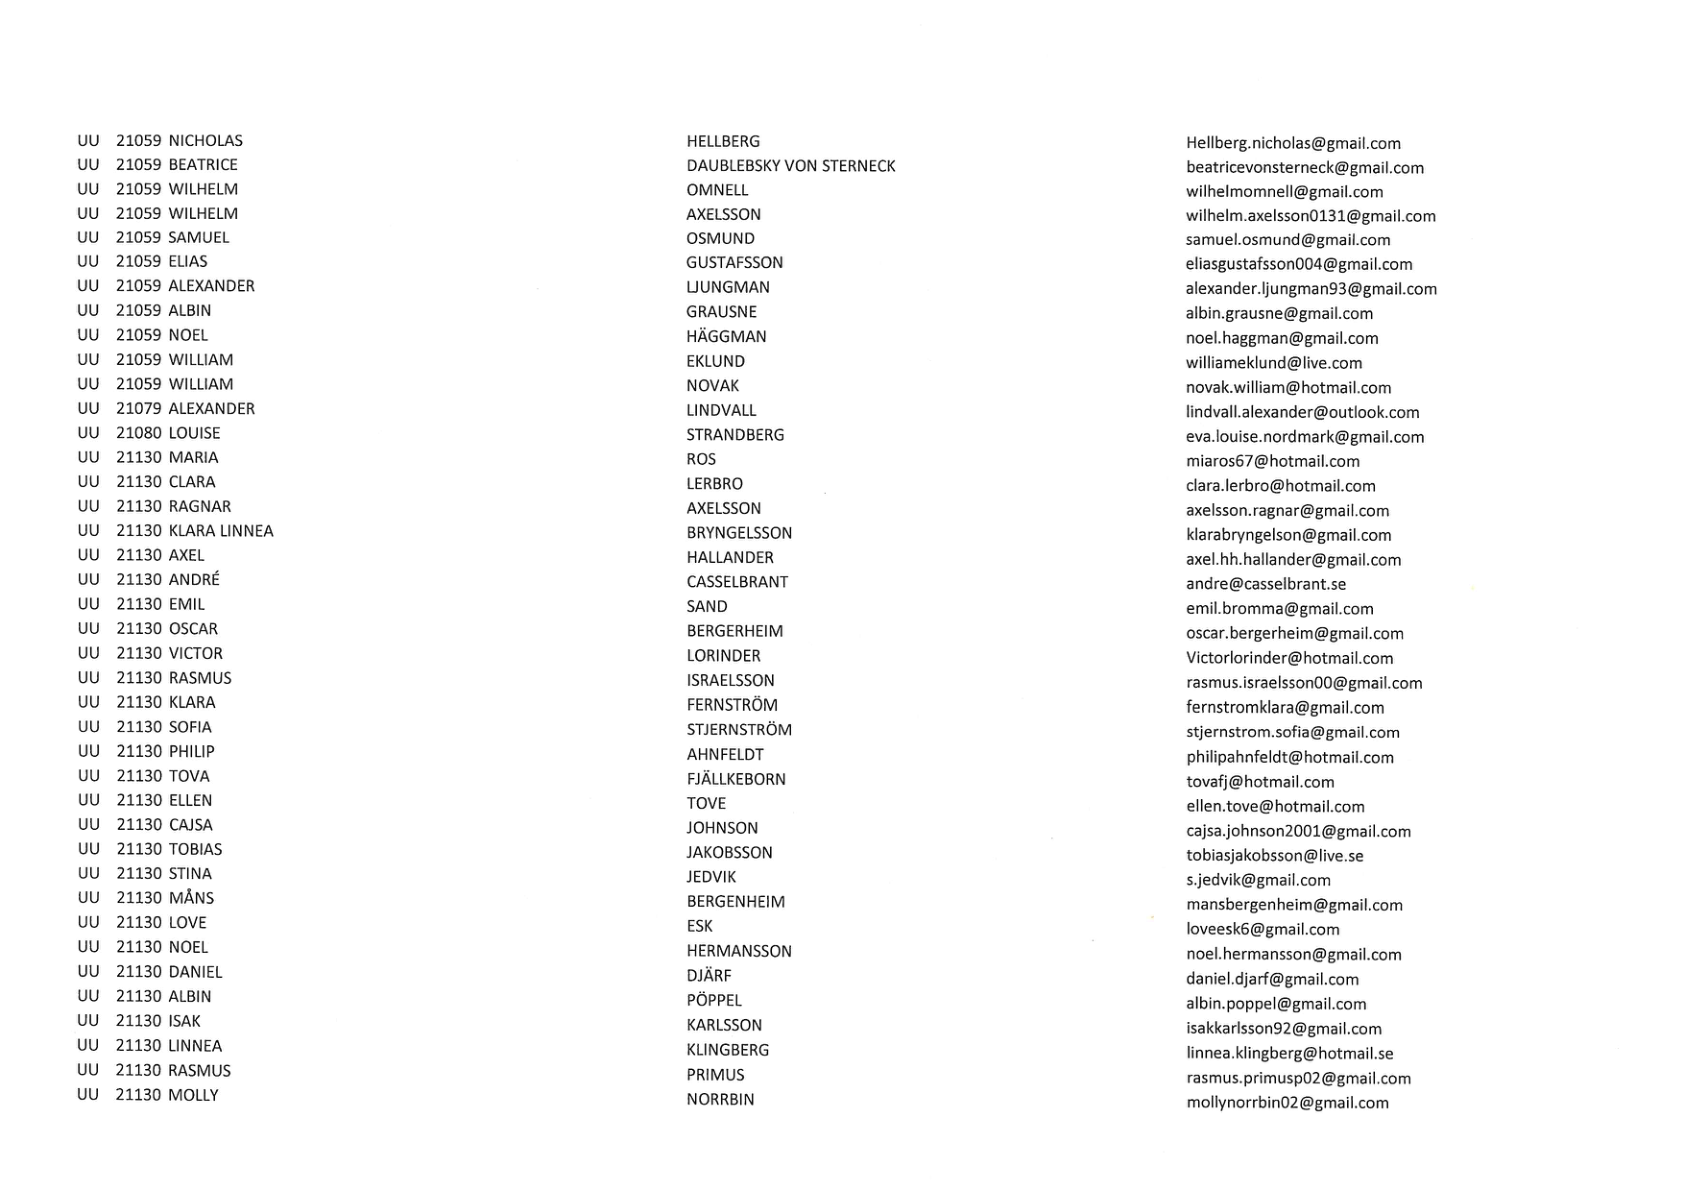 UU 21059 NICHOLAS HELLBERG Hellberg.nicholas@gmail.com
UU 21059 BEATRICE DAUBLEBSKY VON STERNECK beatricevonsterneck@gmail.com
UU 21059 WILHELM OMNELL wilhelmomnell@gmail.com
UU 21059 WILHELM AXELSSON wilhelm.axelsson0131@gmail.com
UU 21059 SAMUEL OSMUND samuel.osmund@gmail.com
UU 21059 ELIAS GUSTAFSSON eliasgustafsson004@gmail.com
UU 21059 ALEXANDER LJUNGMAN alexander.ljungman93@gmail.com
UU 21059 ALBIN GRAUSNE albin.grausne@gmail.com
UU 21059 NOEL HÄGGMAN noel.haggman@gmail.com
UU 21059 WILLIAM EKLUND williameklund@live.com
UU 21059 WILLIAM NOVAK novak.william@hotmail.com
UU 21079 ALEXANDER LINDVALL lindvall.alexander@outlook.com
UU 21080 LOUISE STRANDBERG eva.louise.nordmark@gmail.com
UU 21130 MARIA ROS miaros67@hotmail.com
UU 21130 CLARA LERBRO clara.lerbro@hotmail.com
UU 21130 RAGNAR AXELSSON axelsson.ragnar@gmail.com
UU 21130 KLARA LINNEA BRYNGELSSON klarabryngelson@gmail.com
UU 21130 AXEL HALLANDER axel.hh.hallander@gmail.com
UU 21130 ANDRÉ CASSELBRANT andre@casselbrant.se
UU 21130 EMIL SAND emil.bromma@gmail.com
UU 21130 OSCAR BERGERHEIM oscar.bergerheim@gmail.com
UU 21130 VICTOR LORINDER Victorlorinder@hotmail.com
UU 21130 RASMUS ISRAELSSON rasmus.israelsson00@gmail.com
UU 21130 KLARA FERNSTRÖM fernstromklara@gmail.com
UU 21130 SOFIA STJERNSTRÖM stjernstrom.sofia@gmail.com
UU 21130 PHILIP AHNFELDT philipahnfeldt@hotmail.com
UU 21130 TOVA FJÄLLKEBORN tovafj@hotmail.com
UU 21130 ELLEN TOVE ellen.tove@hotmail.com
UU 21130 CAJSA JOHNSON cajsa.johnson2001@gmail.com
UU 21130 TOBIAS JAKOBSSON tobiasjakobsson@live.se
UU 21130 STINA JEDVIK s.jedvik@gmail.com
UU 21130 MÅNS BERGENHEIM mansbergenheim@gmail.com
UU 21130 LOVE ESK loveesk6@gmail.com
UU 21130 NOEL HERMANSSON noel.hermansson@gmail.com
UU 21130 DANIEL DJÄRF daniel.djarf@gmail.com
UU 21130 ALBIN PÖPPEL albin.poppel@gmail.com
UU 21130 ISAK KARLSSON isakkarlsson92@gmail.com
UU 21130 LINNEA KLINGBERG linnea.klingberg@hotmail.se
UU 21130 RASMUS PRIMUS rasmus.primusp02@gmail.com
UU 21130 MOLLY NORRBIN mollynorrbin02@gmail.com